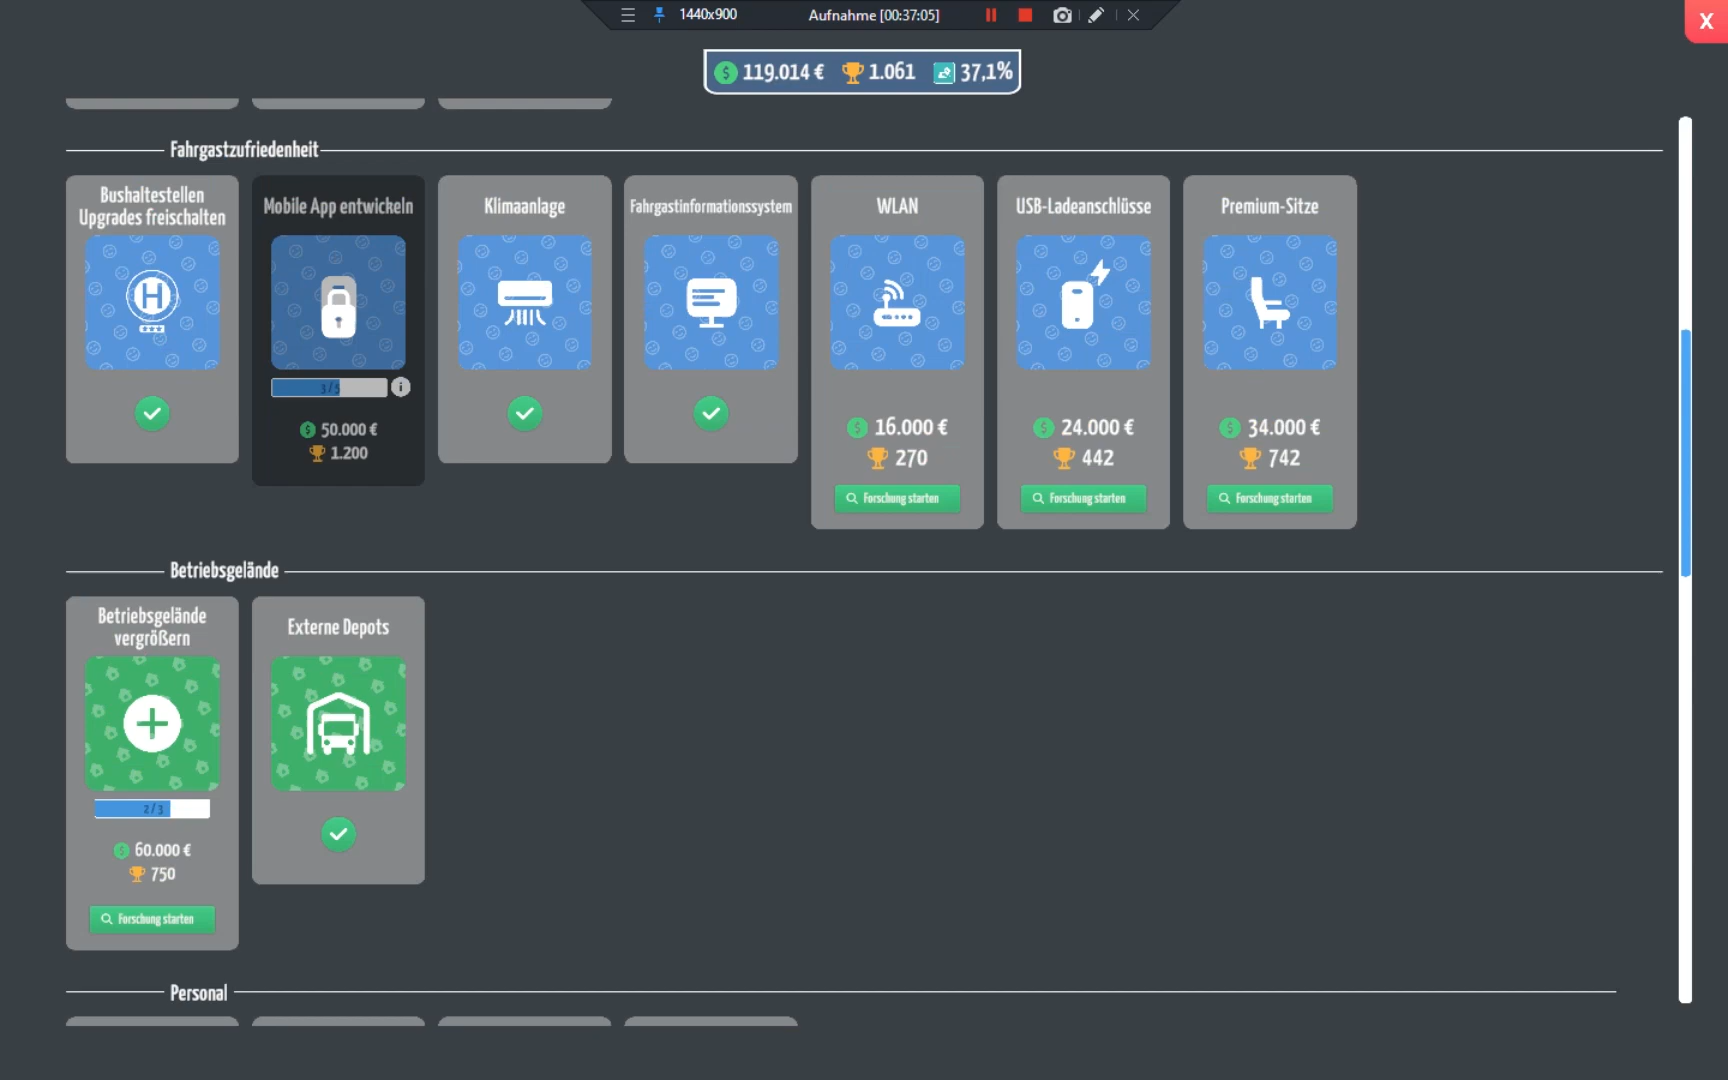 1440x900
Aufnahme [00:37:05]
X
119.014 € 1.061 37,1%
Fahrgastzufriedenheit
Bushaltestellen
Upgrades freischalten
Mobile App entwickeln
3 / 5
50.000 €
1.200
Klimaanlage
Fahrgastinformationssystem
WLAN
16.000 €
270
Forschung starten
USB-Ladeanschlüsse
24.000 €
442
Forschung starten
Premium-Sitze
34.000 €
742
Forschung starten
Betriebsgelände
Betriebsgelände
vergrößern
2 / 3
60.000 €
750
Forschung starten
Externe Depots
Personal